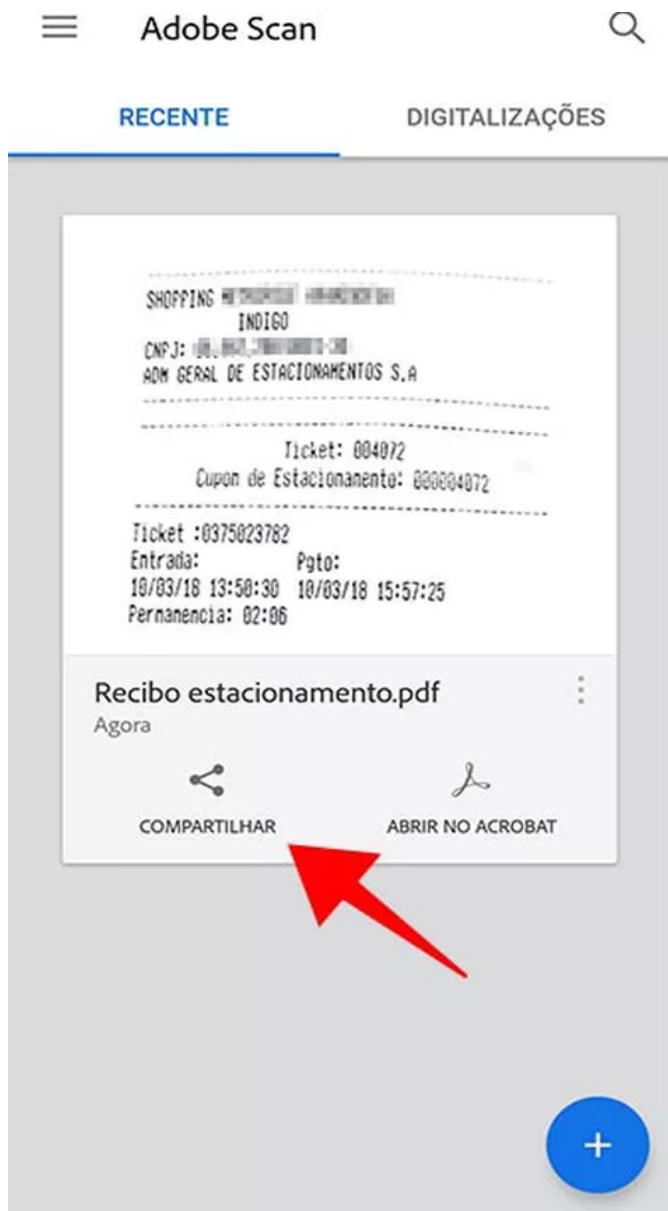 Adobe Scan
RECENTE DIGITALIZAÇÕES
SHOPPING
INDIGO
CNPJ:
ADM GERAL DE ESTACIONAMENTOS S.A
Ticket: 004072
Cupon de Estacionamento: 000004072
Ticket :0375023782
Entrada: Pgto:
10/03/18 13:50:30 10/03/18 15:57:25
Permanencia: 02:06
Recibo estacionamento.pdf
Agora
COMPARTILHAR ABRIR NO ACROBAT